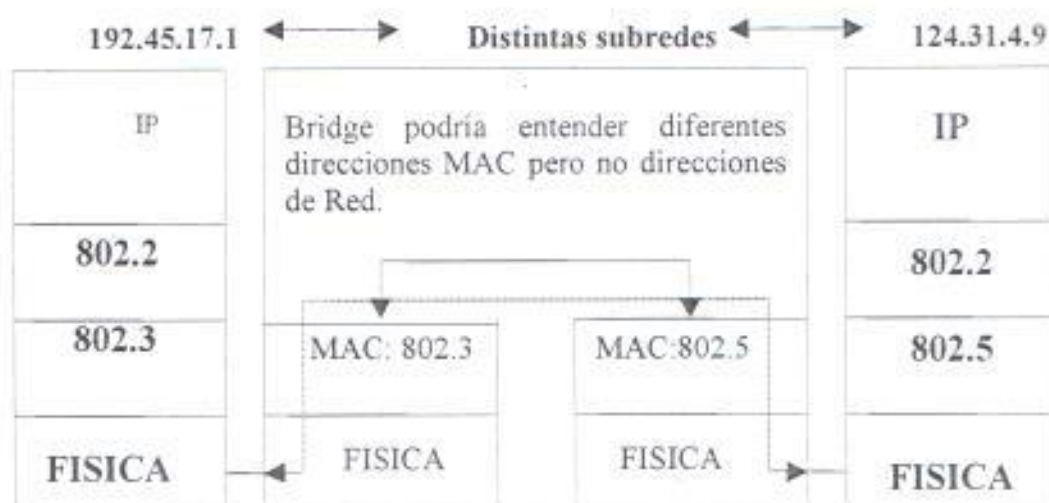 192.45.17.1 Distintas subredes 124.31.4.9
IP
Bridge podría entender diferentes
direcciones MAC pero no direcciones
de Red.
IP
802.2
802.2
802.3
MAC: 802.3
MAC:802.5
802.5
FISICA
FISICA
FISICA
FISICA